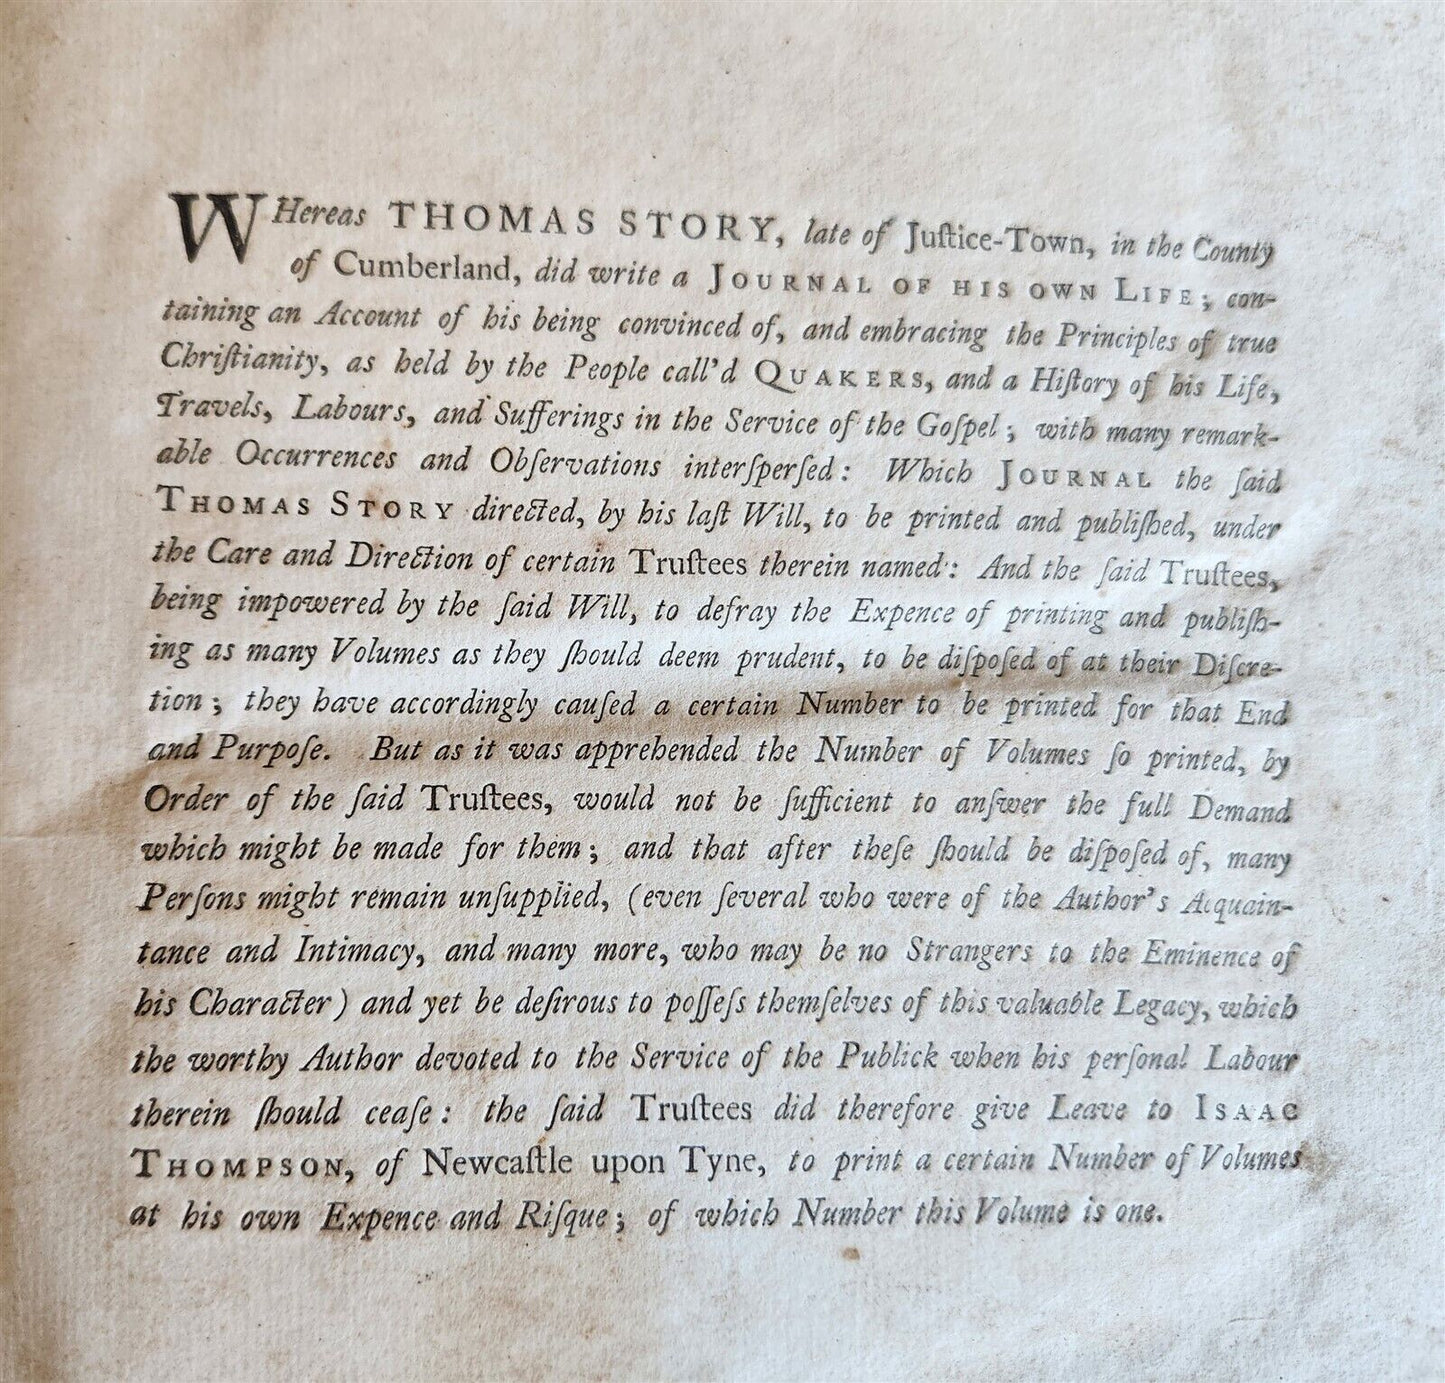 WHereas THOMAS STORY, late of Juſtice-Town, in the County
of Cumberland, did write a JOURNAL OF HIS OWN LIFE; con-
taining an Account of his being convinced of, and embracing the Principles of true
Chriſtianity, as held by the People call'd QUAKERS, and a Hiſtory of his Life,
Travels, Labours, and Sufferings in the Service of the Goſpel; with many remark-
able Occurrences and Obſervations interſperſed: Which JOURNAL the ſaid
THOMAS STORY directed, by his laſt Will, to be printed and publiſhed, under
the Care and Direction of certain Truſtees therein named: And the ſaid Truſtees,
being impowered by the ſaid Will, to defray the Expence of printing and publiſh-
ing as many Volumes as they ſhould deem prudent, to be diſpoſed of at their Diſcre-
tion; they have accordingly cauſed a certain Number to be printed for that End
and Purpoſe. But as it was apprehended the Number of Volumes ſo printed, by
Order of the ſaid Truſtees, would not be ſufficient to anſwer the full Demand
which might be made for them; and that after theſe ſhould be diſpoſed of, many
Perſons might remain unſupplied, (even ſeveral who were of the Author's Acquain-
tance and Intimacy, and many more, who may be no Strangers to the Eminence of
his Character) and yet be deſirous to poſſeſs themſelves of this valuable Legacy, which
the worthy Author devoted to the Service of the Publick when his perſonal Labour
therein ſhould ceaſe: the ſaid Truſtees did therefore give Leave to ISAAC
THOMPSON, of Newcaſtle upon Tyne, to print a certain Number of Volumes
at his own Expence and Riſque; of which Number this Volume is one.